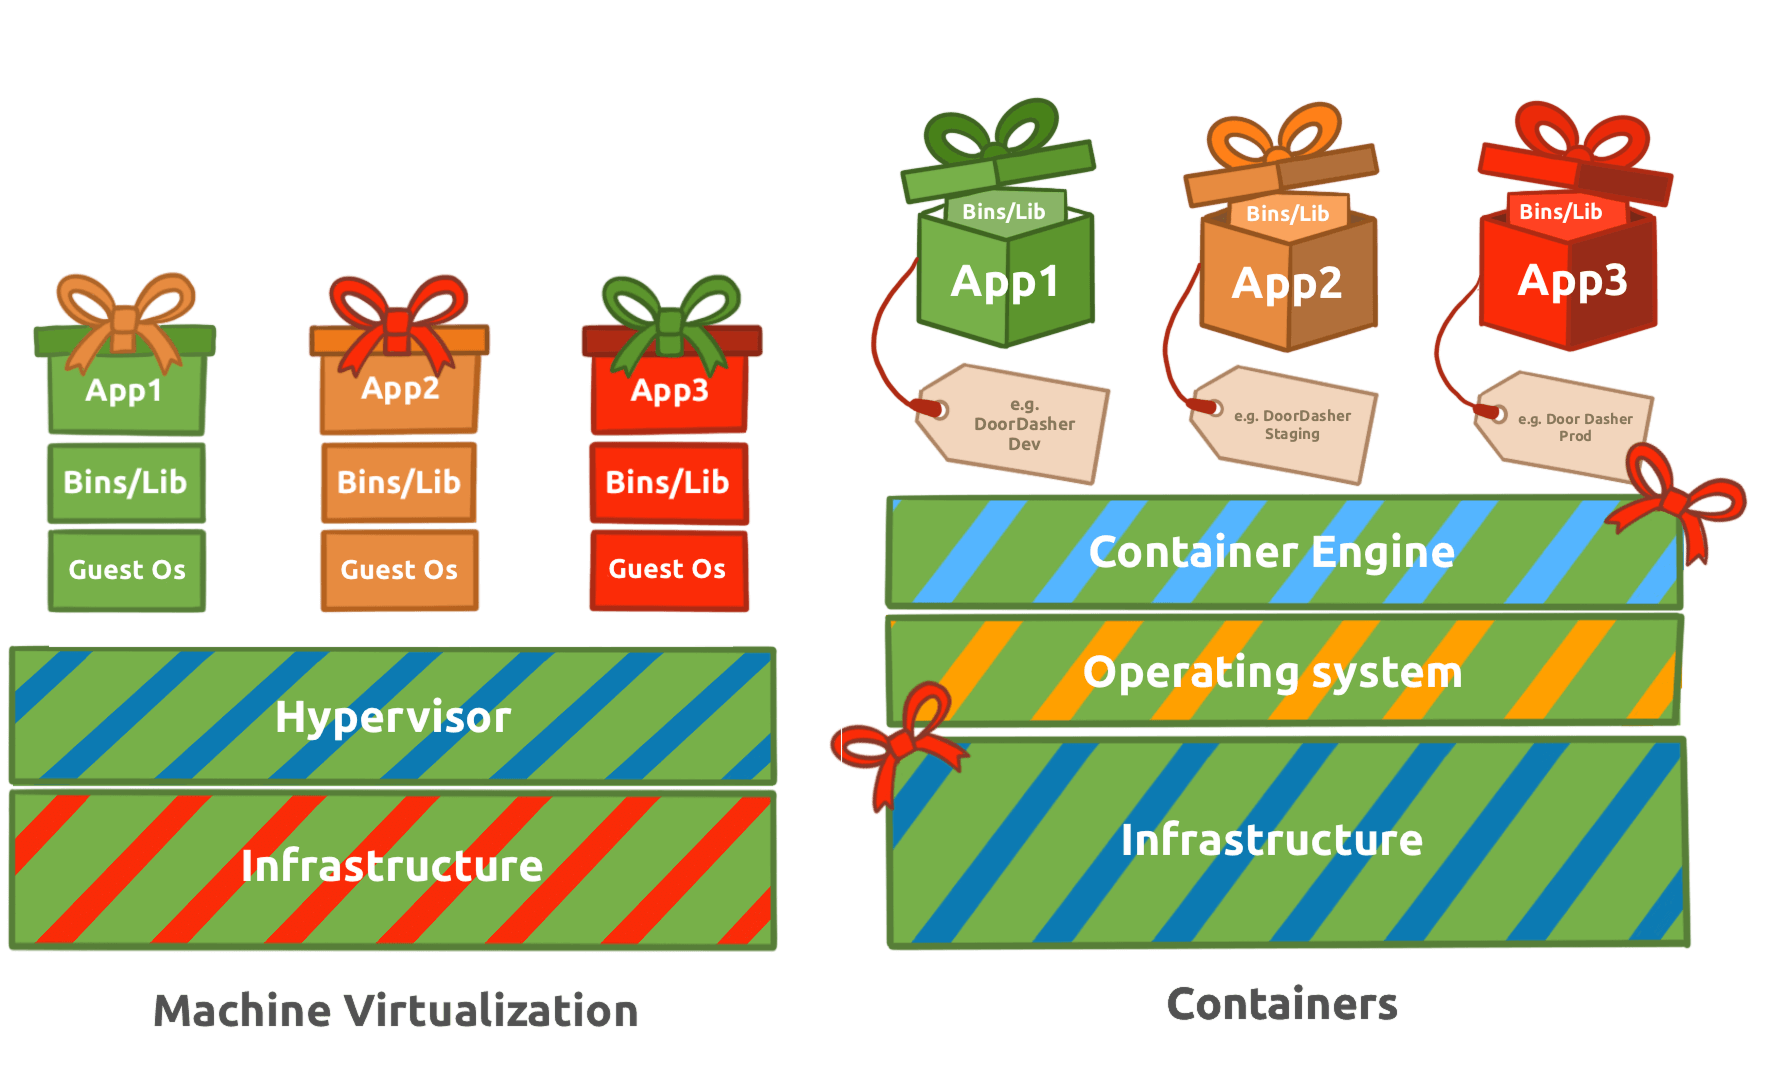 App1
App2
App3
Bins/Lib
Bins/Lib
Bins/Lib
Guest Os
Guest Os
Guest Os
Hypervisor
Infrastructure
Machine Virtualization
Bins/Lib
App1
Bins/Lib
App2
Bins/Lib
App3
e.g.
DoorDasher
Dev
e.g. DoorDasher
Staging
e.g. Door Dasher
Prod
Container Engine
Operating system
Infrastructure
Containers